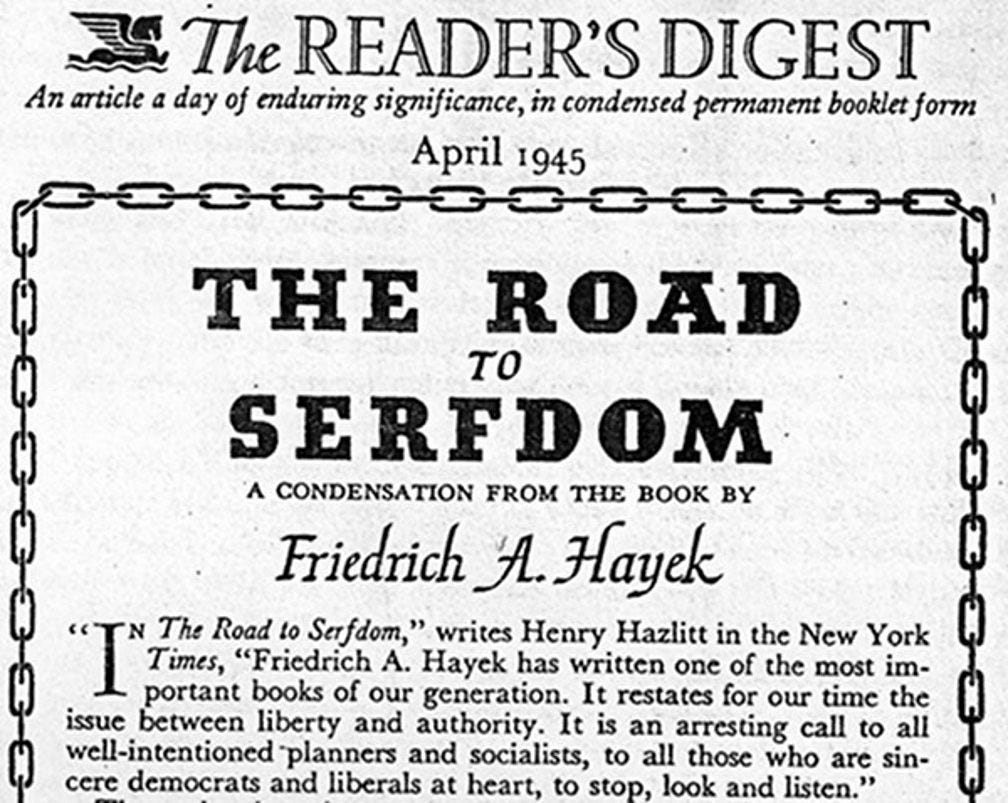 The READER'S DIGEST
An article a day of enduring significance, in condensed permanent booklet form
April 1945
THE ROAD
TO
SERFDOM
A CONDENSATION FROM THE BOOK BY
Friedrich A. Hayek
“IN The Road to Serfdom,” writes Henry Hazlitt in the New York
Times, “Friedrich A. Hayek has written one of the most im-
portant books of our generation. It restates for our time the
issue between liberty and authority. It is an arresting call to all
well-intentioned planners and socialists, to all those who are sin-
cere democrats and liberals at heart, to stop, look and listen.”